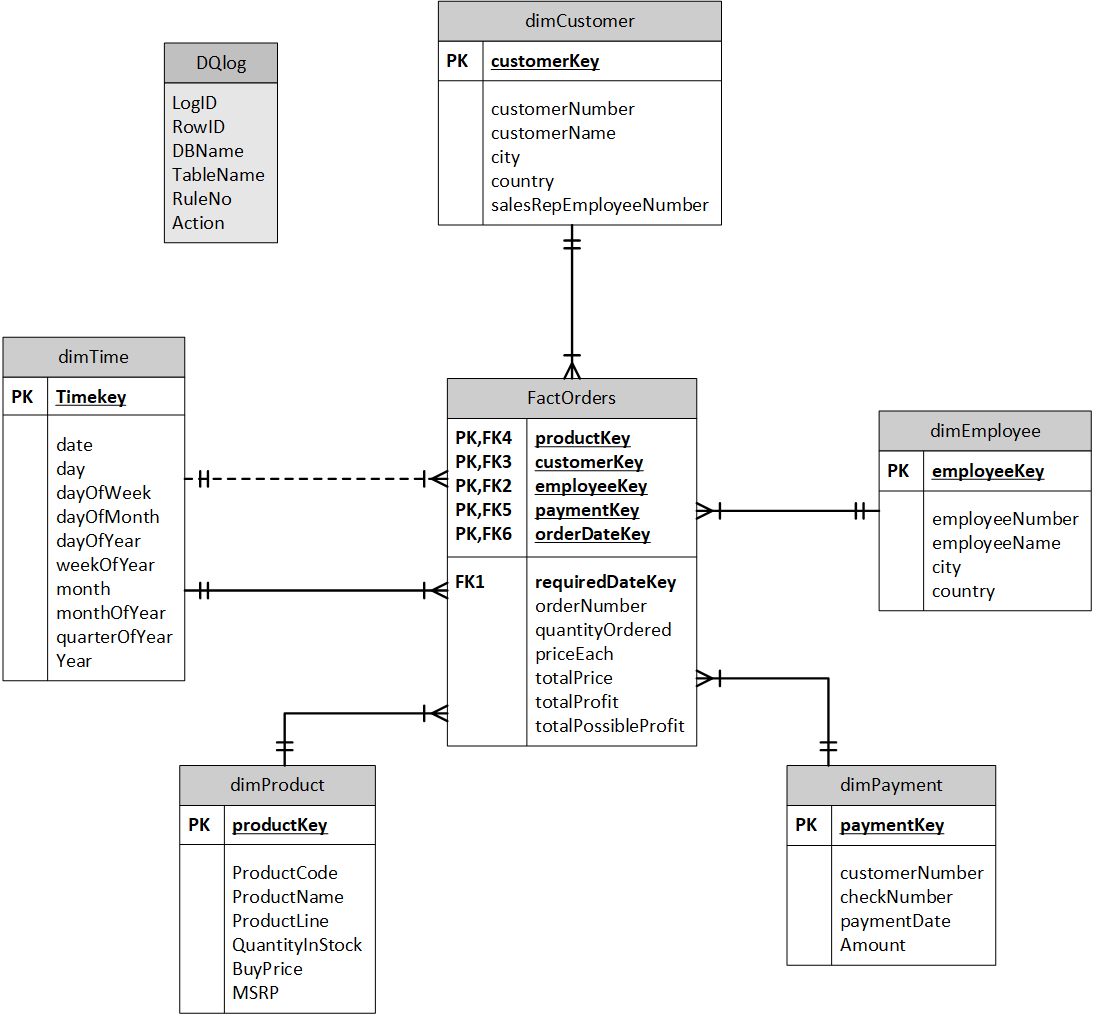 dimCustomer
PK customerKey
customerNumber
customerName
city
country
salesRepEmployeeNumber
DQlog
LogID
RowID
DBName
TableName
RuleNo
Action
dimTime
PK Timekey
date
day
dayOfWeek
dayOfMonth
dayOfYear
weekOfYear
month
monthOfYear
quarterOfYear
Year
FactOrders
PK,FK4 productKey
PK,FK3 customerKey
PK,FK2 employeeKey
PK,FK5 paymentKey
PK,FK6 orderDateKey
FK1 requiredDateKey
orderNumber
quantityOrdered
priceEach
totalPrice
totalProfit
totalPossibleProfit
dimEmployee
PK employeeKey
employeeNumber
employeeName
city
country
dimProduct
PK productKey
ProductCode
ProductName
ProductLine
QuantityInStock
BuyPrice
MSRP
dimPayment
PK paymentKey
customerNumber
checkNumber
paymentDate
Amount